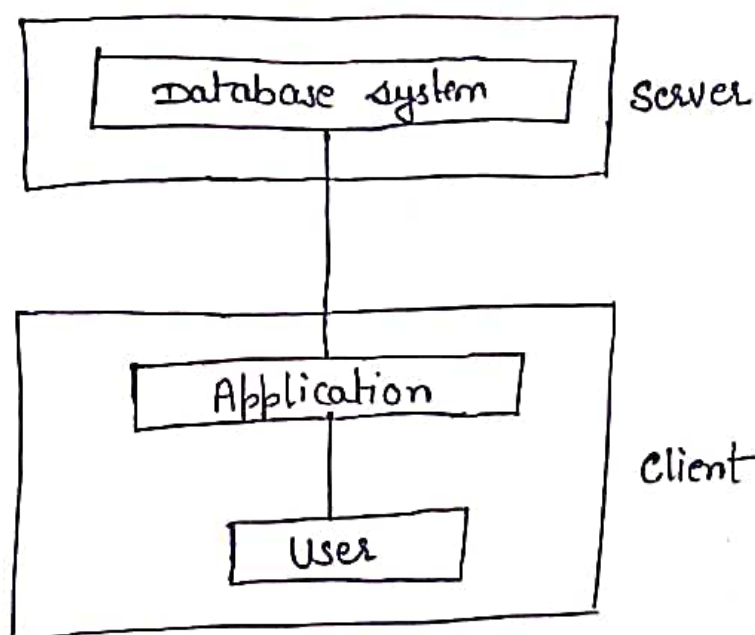 Database system
Server
Application
Client
User